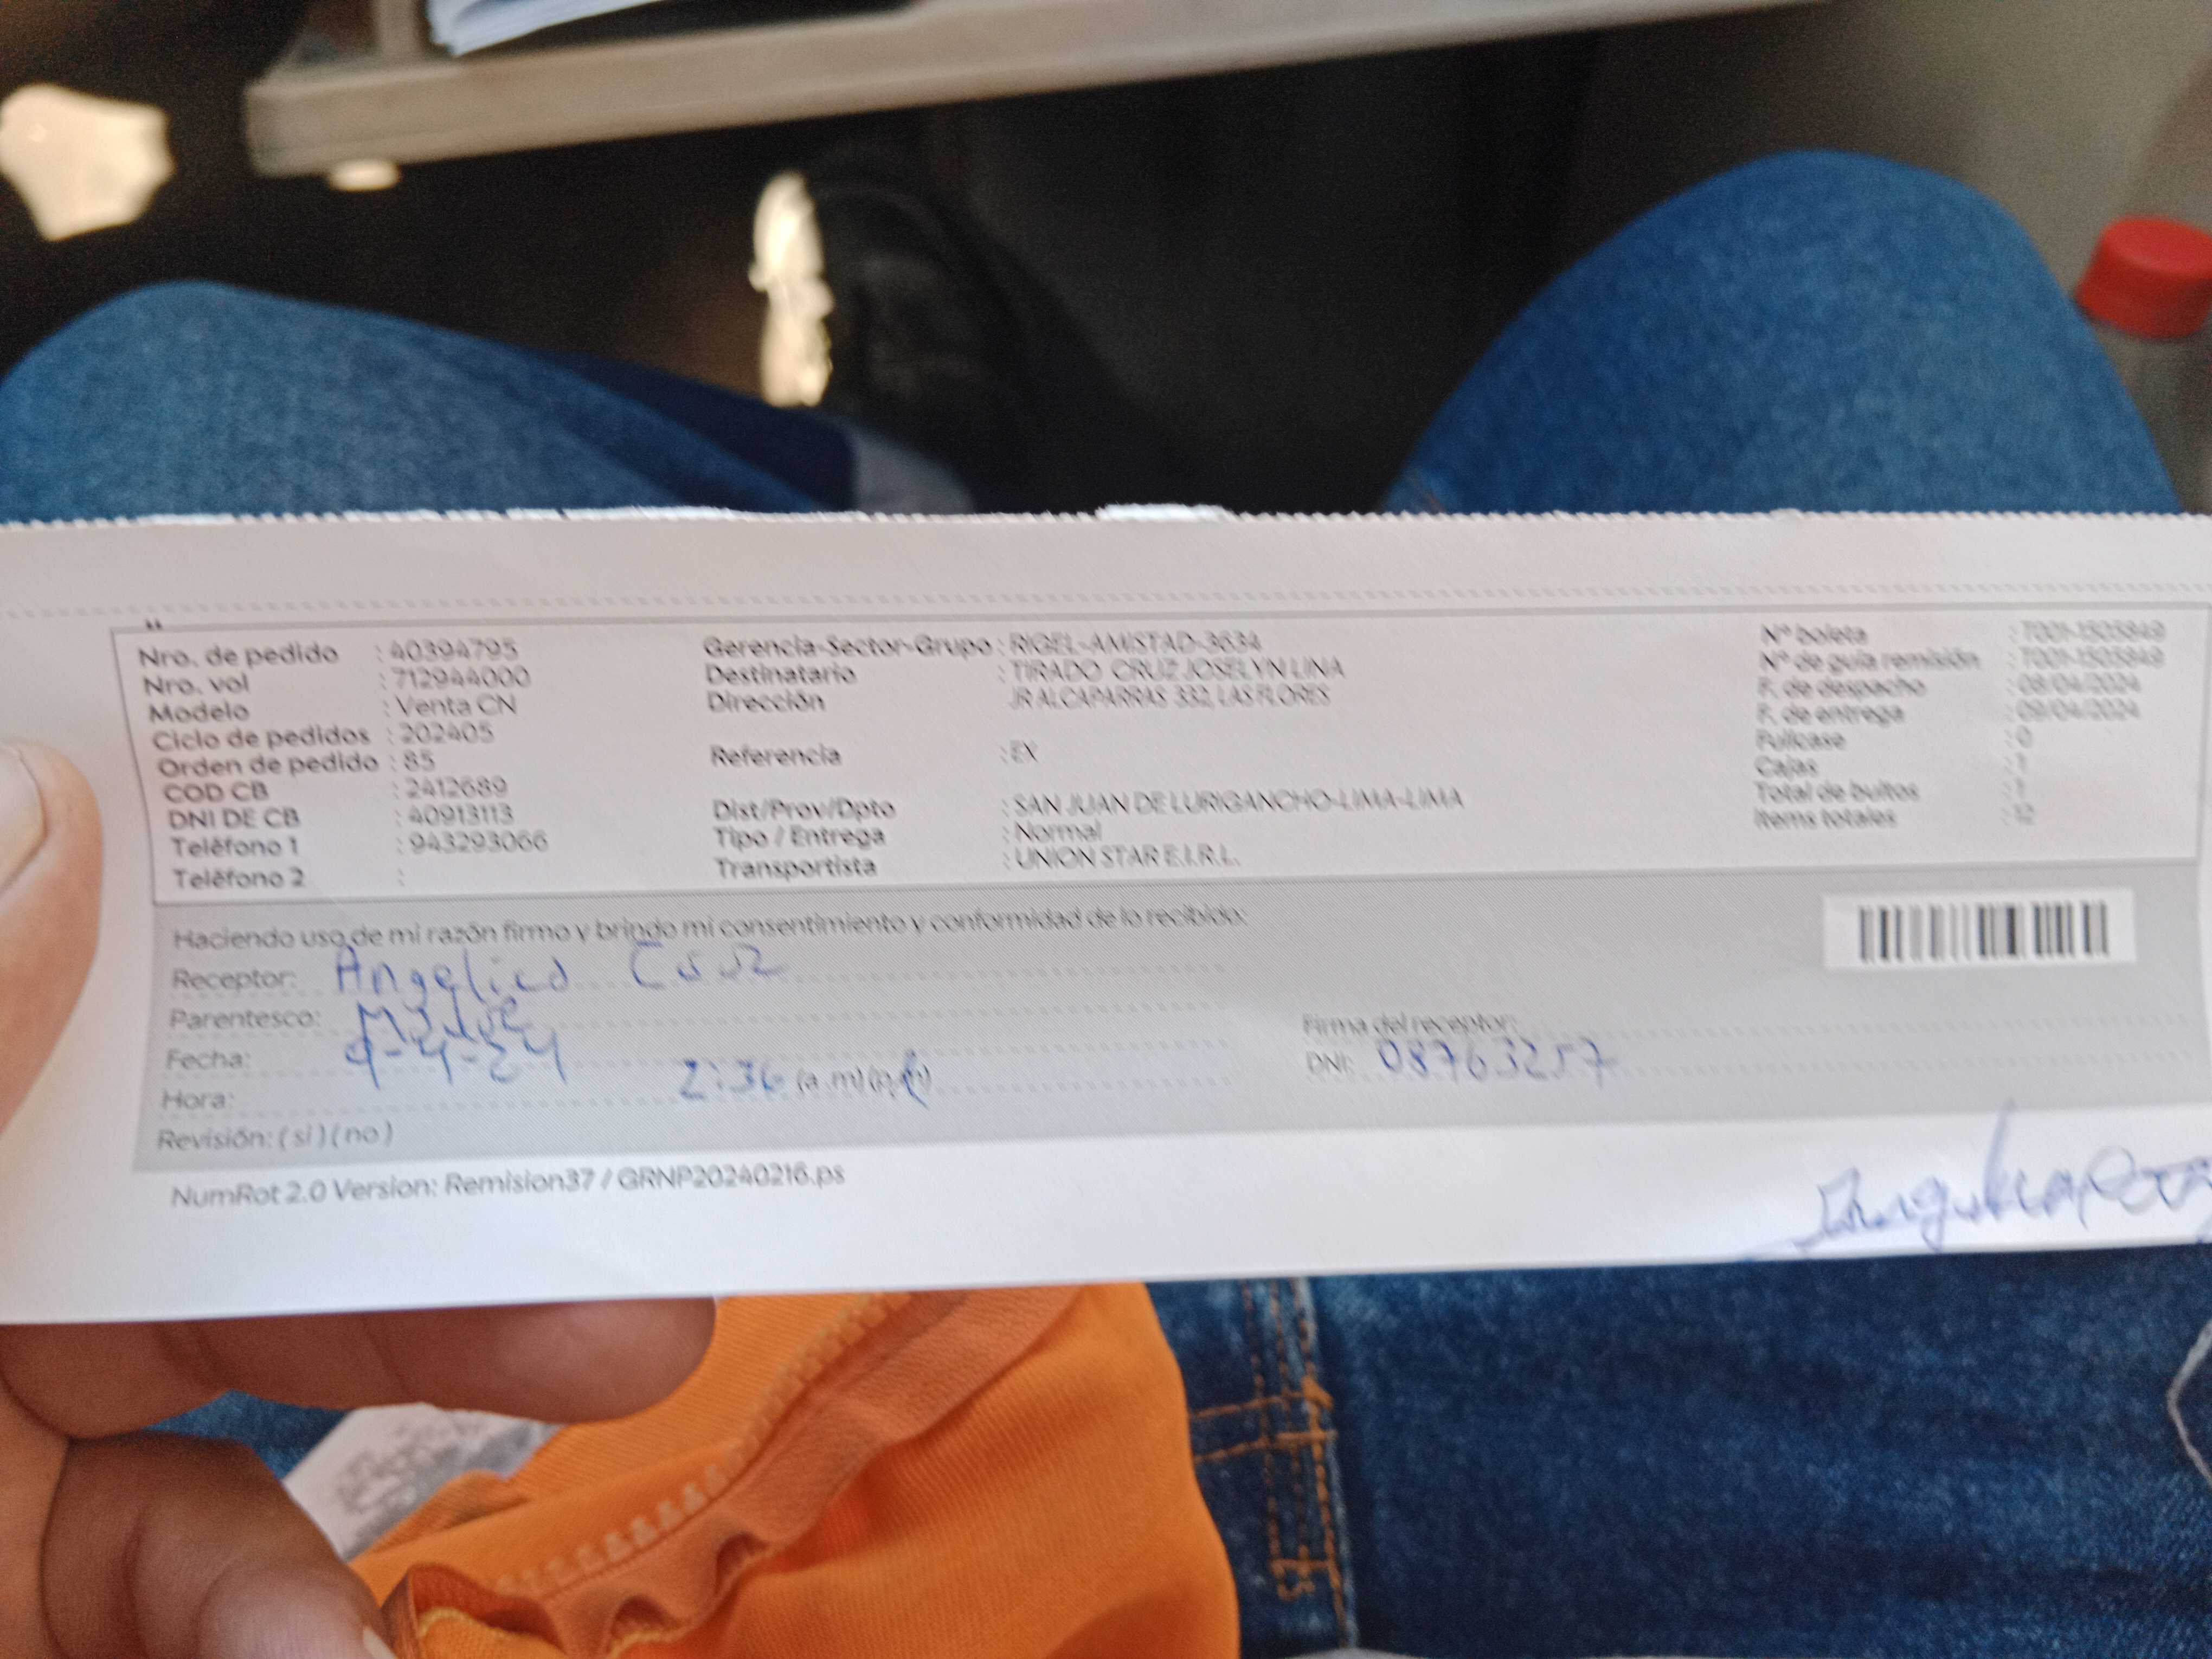 Nro. de pedido : 40394795
Nro. vol : 712944000
Modelo : Venta CN
Ciclo de pedidos : 202405
Orden de pedido : 85
COD CB : 2412689
DNI DE CB : 40913113
Teléfono 1 : 943293066
Teléfono 2 :
Gerencia-Sector-Grupo : RIGEL-AMISTAD-3634
Destinatario : TIRADO CRUZ JOSELYN LINA
Dirección JR ALCAPARRAS 332, LAS FLORES
Referencia : EX
Dist/Prov/Dpto : SAN JUAN DE LURIGANCHO-LIMA-LIMA
Tipo / Entrega : Normal
Transportista : UNION STAR E.I.R.L.
N° boleta : T001-1505849
N° de guía remisión : T001-1505849
F. de despacho : 08/04/2024
F. de entrega : 09/04/2024
Fullcase : 0
Cajas : 1
Total de bultos : 1
Items totales : 12
Haciendo uso de mi razón firmo y brindo mi consentimiento y conformidad de lo recibido:
Receptor: Angelica
Parentesco: Madre
Fecha: 9-4-24
Hora: 2:36 (a.m) (p.m)
Revisión: ( si ) ( no )
Firma del receptor:
DNI: 08763257
NumRot 2.0 Version: Remision37 / GRNP20240216.ps